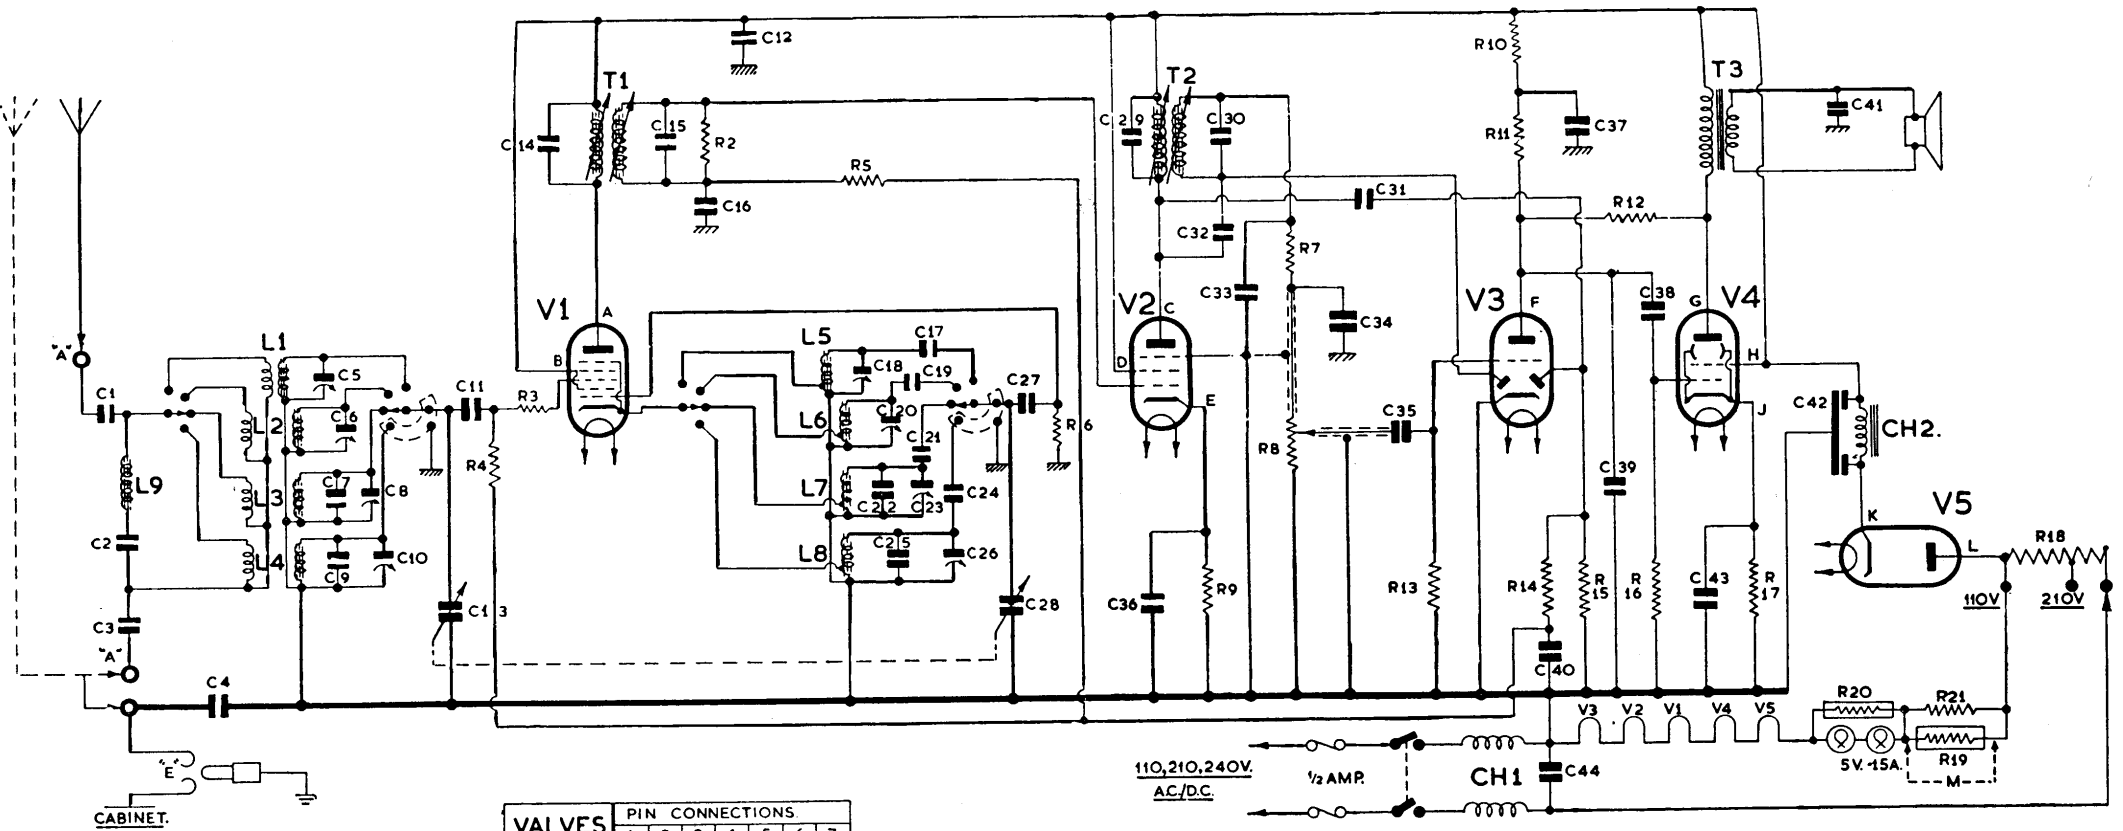 C12
R10
T1
T2
T3
C41
C14
C15
R2
C29
C30
R11
C37
R5
C16
C31
R12
C32
R7
C33
V1
A
V2
C
V3
F
C38
G
V4
"A"
L1
C5
B
L5
C17
C18
C19
D
C34
H
C1
L2
C6
C11
R3
L6
C20
C27
R6
E
C35
J
C42
CH2.
L9
L3
C7
C8
R4
C21
L7
C22
C23
C24
R8
C39
C2
L4
C9
C10
L8
C25
C26
K
V5
L
R18
C3
"A"
C13
C28
C36
R9
R13
R14
R15
R16
C43
R17
110V
210V
C4
C40
V3
V2
V1
V4
V5
R20
R21
"E"
CABINET.
110,210,240V.
A.C./D.C.
1/2 AMP.
CH1
C44
5V.·15A.
R19
M
VALVES
PIN CONNECTIONS.